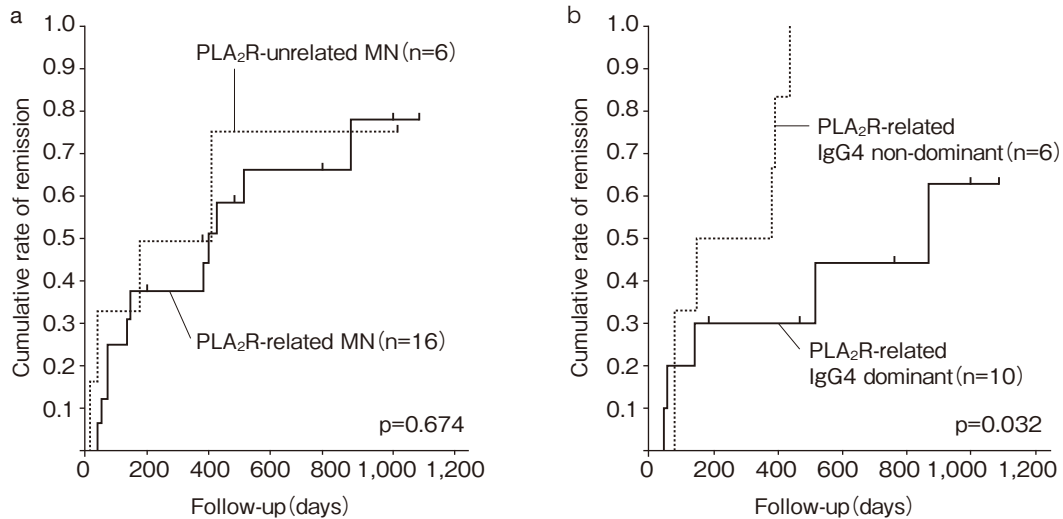 a
Cumulative rate of remission
1.0
0.9
0.8
0.7
0.6
0.5
0.4
0.3
0.2
0.1
PLA₂R-unrelated MN(n=6)
PLA₂R-related MN(n=16)
p=0.674
0 200 400 600 800 1,000 1,200
Follow-up(days)
b
Cumulative rate of remission
1.0
0.9
0.8
0.7
0.6
0.5
0.4
0.3
0.2
0.1
PLA₂R-related
IgG4 non-dominant(n=6)
PLA₂R-related
IgG4 dominant(n=10)
p=0.032
0 200 400 600 800 1,000 1,200
Follow-up(days)